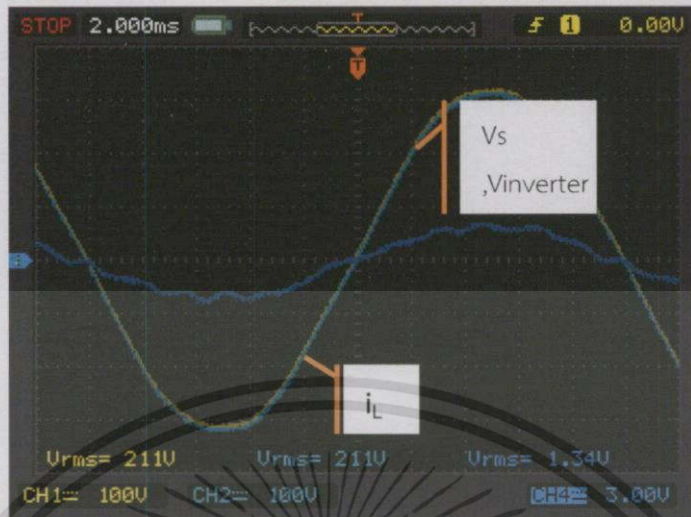 STOP 2.000ms T 1 0.00V
T
Vs
,Vinverter
iL
Vrms= 211V Vrms= 211V Vrms= 1.34V
CH1 100V CH2 100V CH4 3.00V